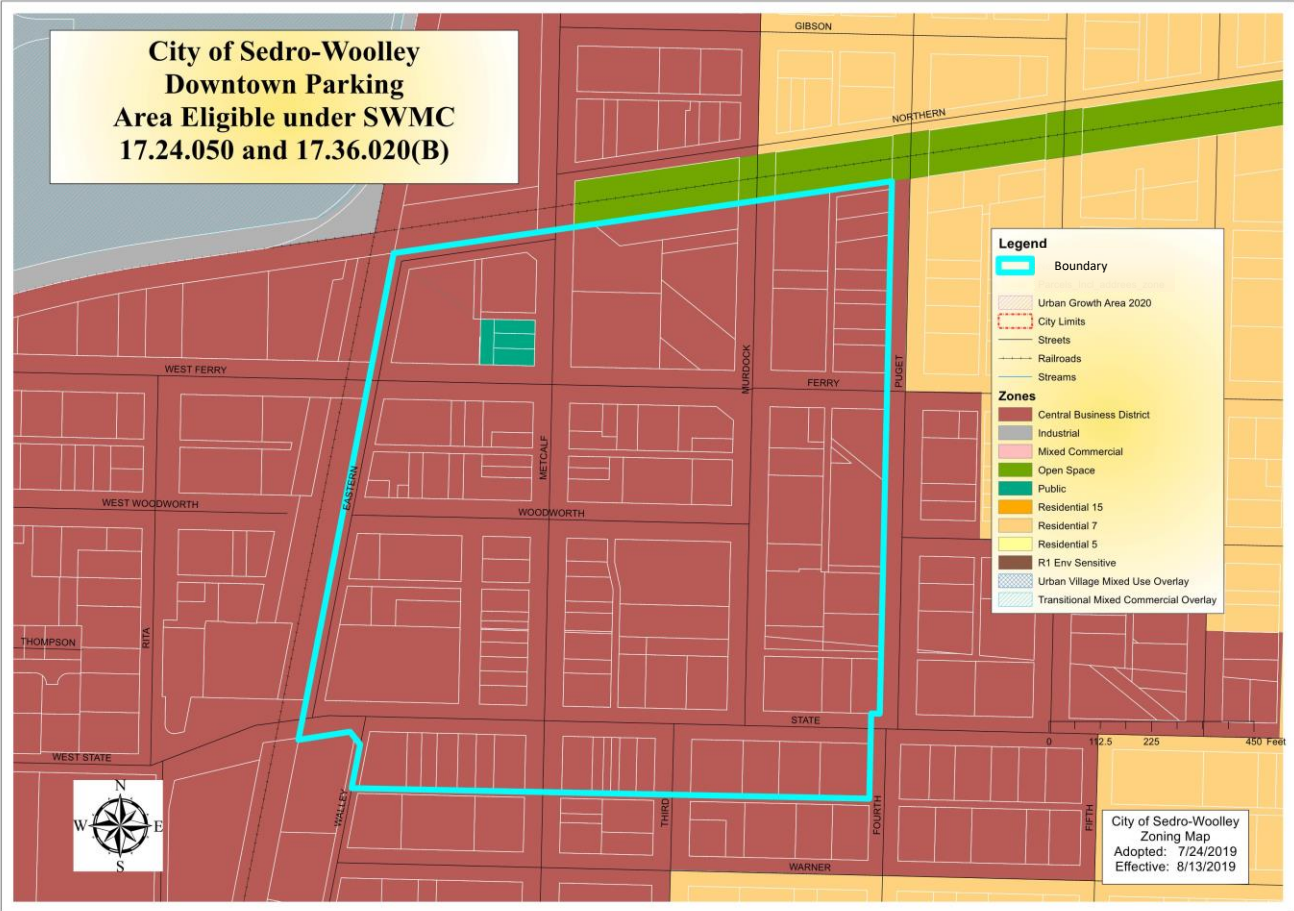 City of Sedro-Woolley
Downtown Parking
Area Eligible under SWMC
17.24.050 and 17.36.020(B)
GIBSON
NORTHERN
Legend
Boundary
Urban Growth Area 2020
City Limits
Streets
Railroads
Streams
Zones
Central Business District
Industrial
Mixed Commercial
Open Space
Public
Residential 15
Residential 7
Residential 5
R1 Env Sensitive
Urban Village Mixed Use Overlay
Transitional Mixed Commercial Overlay
WEST FERRY
MURDOCK
FERRY
PUGET
METCALF
EASTERN
WEST WOODWORTH
WOODWORTH
THOMPSON
RITA
STATE
WEST STATE
0 112.5 225 450 Feet
N
W E
S
WALLEY
THIRD
FOURTH
FIFTH
WARNER
City of Sedro-Woolley
Zoning Map
Adopted: 7/24/2019
Effective: 8/13/2019